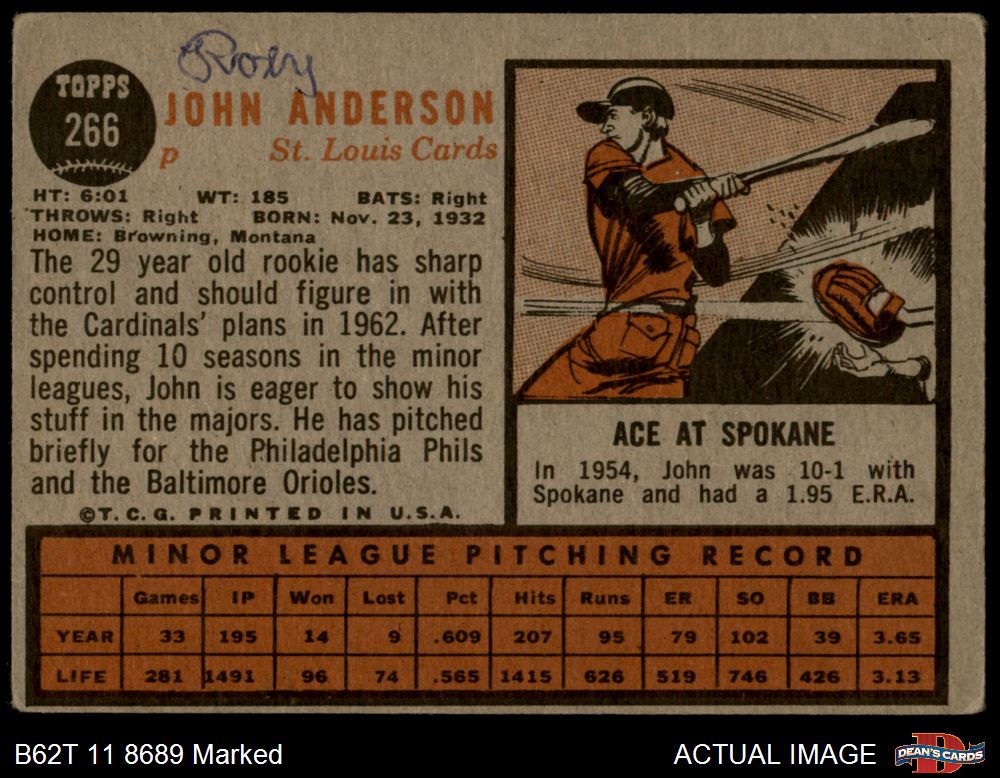 Rory
TOPPS
266
JOHN ANDERSON
p St. Louis Cards
HT: 6:01 WT: 185 BATS: Right
THROWS: Right BORN: Nov. 23, 1932
HOME: Browning, Montana
The 29 year old rookie has sharp
control and should figure in with
the Cardinals' plans in 1962. After
spending 10 seasons in the minor
leagues, John is eager to show his
stuff in the majors. He has pitched
briefly for the Philadelphia Phils
and the Baltimore Orioles.
©T.C.G. PRINTED IN U.S.A.
ACE AT SPOKANE
In 1954, John was 10-1 with
Spokane and had a 1.95 E.R.A.
MINOR LEAGUE PITCHING RECORD
Games IP Won Lost Pct Hits Runs ER SO BB ERA
YEAR 33 195 14 9 .609 207 95 79 102 39 3.65
LIFE 281 1491 96 74 .565 1415 626 519 746 426 3.13
B62T 11 8689 Marked
ACTUAL IMAGE
DEAN'S CARDS